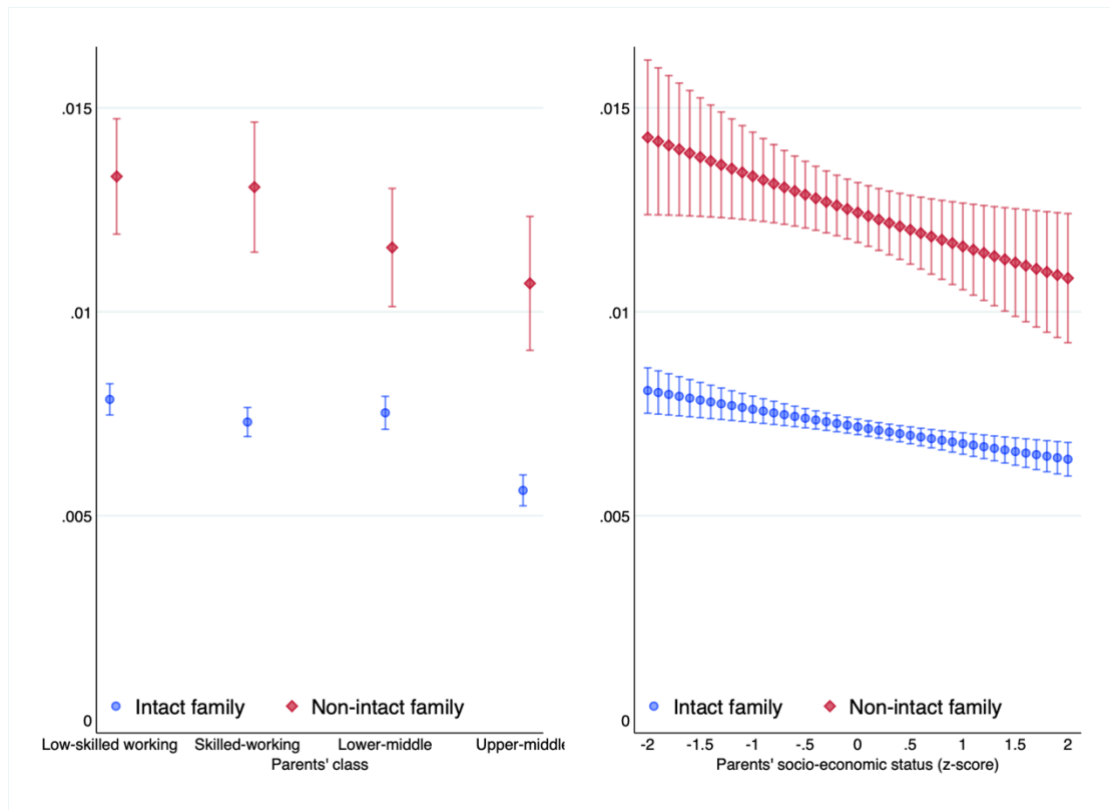 .015
.01
.005
0
Intact family
Non-intact family
Low-skilled working
Skilled-working
Lower-middle
Upper-middl
Parents' class
.015
.01
.005
0
Intact family
Non-intact family
-2 -1.5 -1 -.5 0 .5 1 1.5 2
Parents' socio-economic status (z-score)